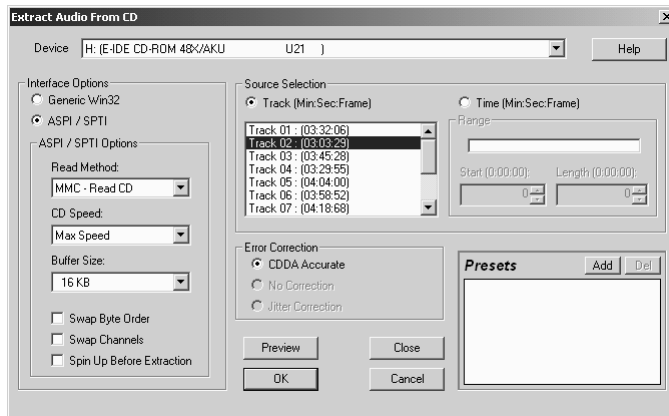 Extract Audio From CD
Device H: (E-IDE CD-ROM 48X/AKU U21 ) Help
Interface Options
Generic Win32
ASPI / SPTI
ASPI / SPTI Options
Read Method:
MMC - Read CD
CD Speed:
Max Speed
Buffer Size:
16 KB
Swap Byte Order
Swap Channels
Spin Up Before Extraction
Source Selection
Track (Min:Sec:Frame)
Track 01 : (03:32:06)
Track 02 : (03:03:29)
Track 03 : (03:45:28)
Track 04 : (03:29:55)
Track 05 : (04:04:00)
Track 06 : (03:58:52)
Track 07 : (04:18:68)
Time (Min:Sec:Frame)
Range
Start (0:00:00): Length (0:00:00):
0 0
Error Correction
CDDA Accurate
No Correction
Jitter Correction
Presets Add Del
Preview Close
OK Cancel